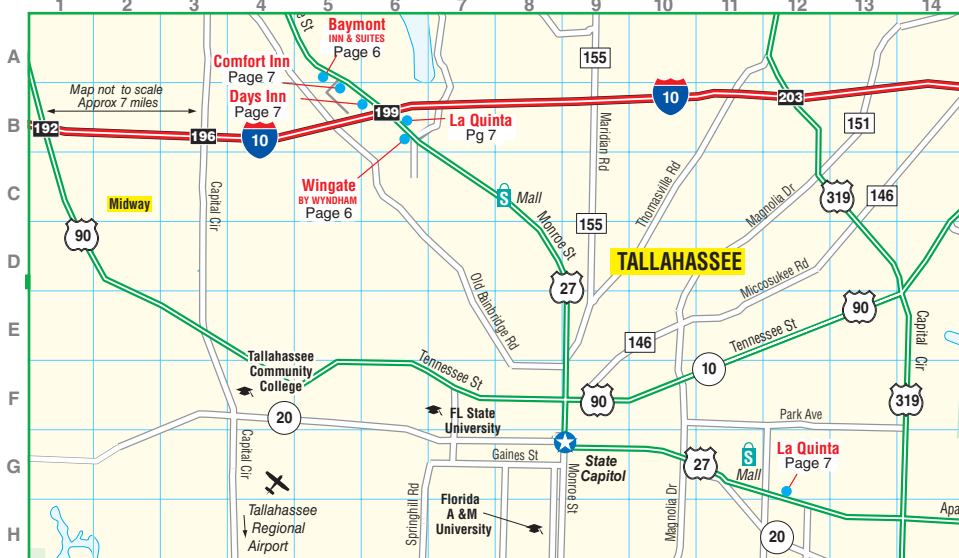 1 2 3 4 5 6 7 8 9 10 11 12 13 14
A
B
C
D
E
F
G
H
Baymont
INN & SUITES
Page 6
Comfort Inn
Page 7
Days Inn
Page 7
Map not to scale
Approx 7 miles
192
196
10
199
La Quinta
Pg 7
Wingate
BY WYNDHAM
Page 6
155
Meridian Rd
10
203
151
146
319
Thomasville Rd
Magnolia Dr
Midway
Capital Cir
90
S
Mall
Monroe St
155
TALLAHASSEE
27
Miccosukee Rd
Old Bainbridge Rd
90
Capital Cir
146
Tennessee St
10
Tallahassee
Community
College
Tennessee St
FL State
University
90
319
20
Park Ave
Capital Cir
Gaines St
State
Capitol
27
S
Mall
La Quinta
Page 7
Tallahassee
Regional
Airport
Springhill Rd
Florida
A & M
University
Monroe St
Magnolia Dr
20